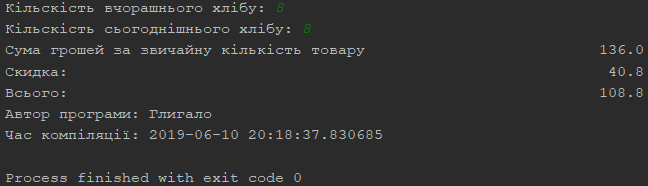 Кільскість вчорашнього хлібу: 8
Кільскість сьогоднішнього хлібу: 8
Сума грошей за звичайну кількість товару 136.0
Скидка: 40.8
Всього: 108.8
Автор програми: Глигало
Час компіляції: 2019-06-10 20:18:37.830685
Process finished with exit code 0